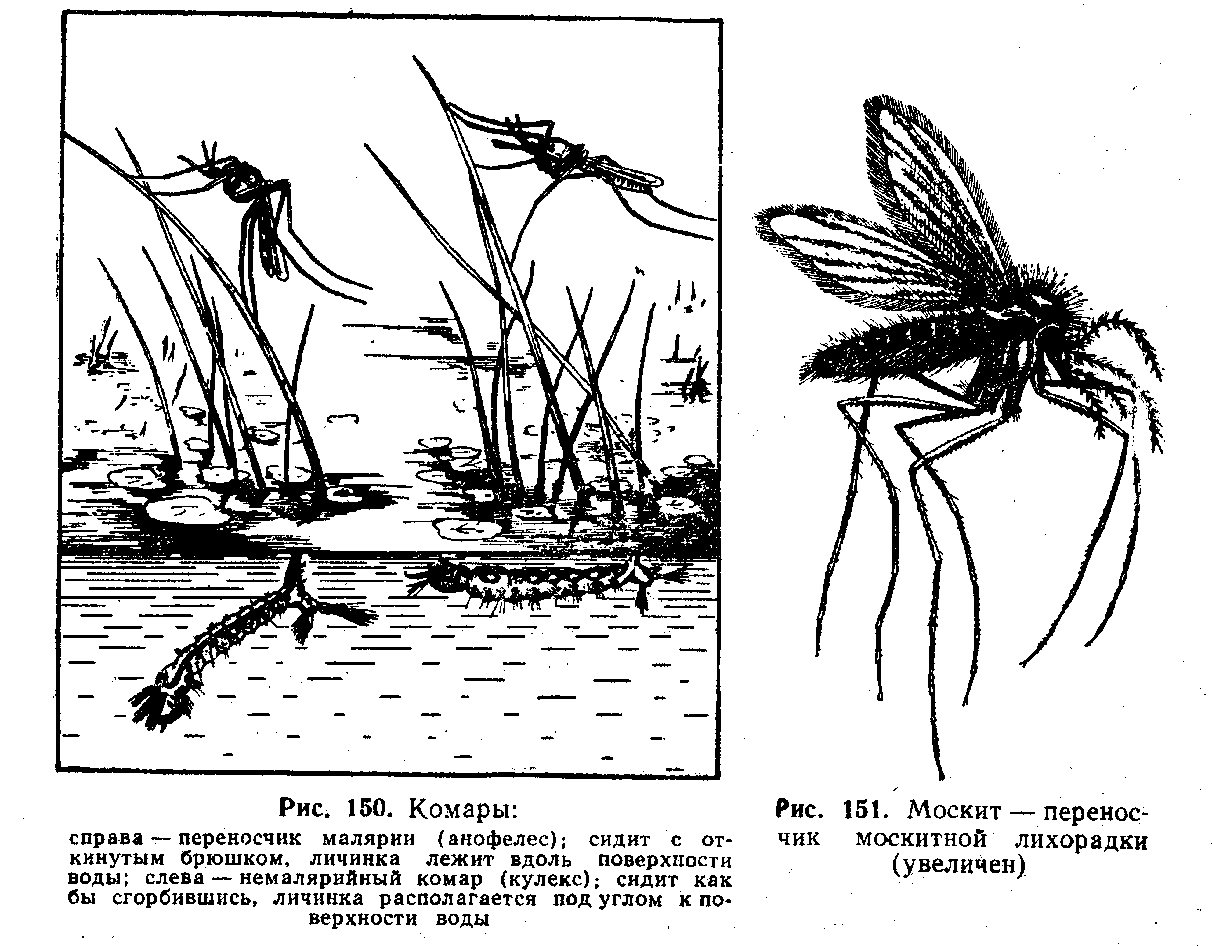 Рис. 150. Комары:
справа — переносчик малярии (анофелес); сидит с от-
кинутым брюшком, личинка лежит вдоль поверхности
воды; слева — немалярийный комар (кулекс); сидит как
бы сгорбившись, личинка располагается под углом к по-
верхности воды
Рис. 151. Москит — перенос-
чик москитной лихорадки
(увеличен)